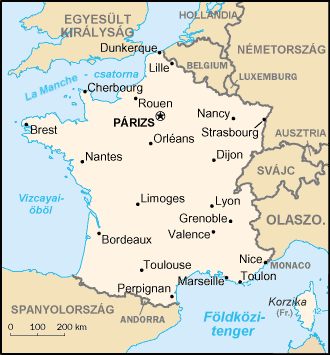 EGYESÜLT
KIRÁLYSÁG
HOLLANDIA
Dunkerque
NÉMETORSZÁG
Lille
BELGIUM
La Manche - csatorna
LUXEMBURG
Cherbourg
Rouen
Nancy
PÁRIZS
Strasbourg
Brest
AUSZTRIA
Orléans
Nantes
Dijon
SVÁJC
Vizcayai-
öböl
Limoges
Lyon
OLASZO.
Grenoble
Bordeaux
Valence
Toulouse
Nice
MONACO
Marseille
Toulon
SPANYOLORSZÁG
Perpignan
Korzika
(Fr.)
ANDORRA
Földközi-
tenger
0 100 200
km